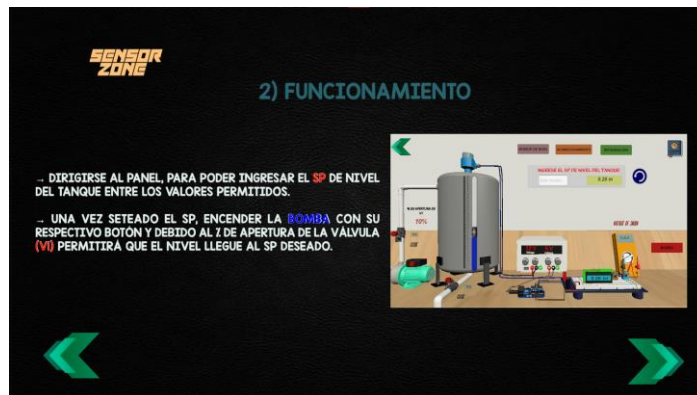 SENSOR
ZONE
2) FUNCIONAMIENTO
→ DIRIGIRSE AL PANEL, PARA PODER INGRESAR EL SP DE NIVEL
DEL TANQUE ENTRE LOS VALORES PERMITIDOS.
→ UNA VEZ SETEADO EL SP, ENCENDER LA BOMBA CON SU
RESPECTIVO BOTÓN Y DEBIDO AL % DE APERTURA DE LA VÁLVULA
(V1) PERMITIRÁ QUE EL NIVEL LLEGUE AL SP DESEADO.
INGRESE EL SP DE NIVEL DEL TANQUE
10%